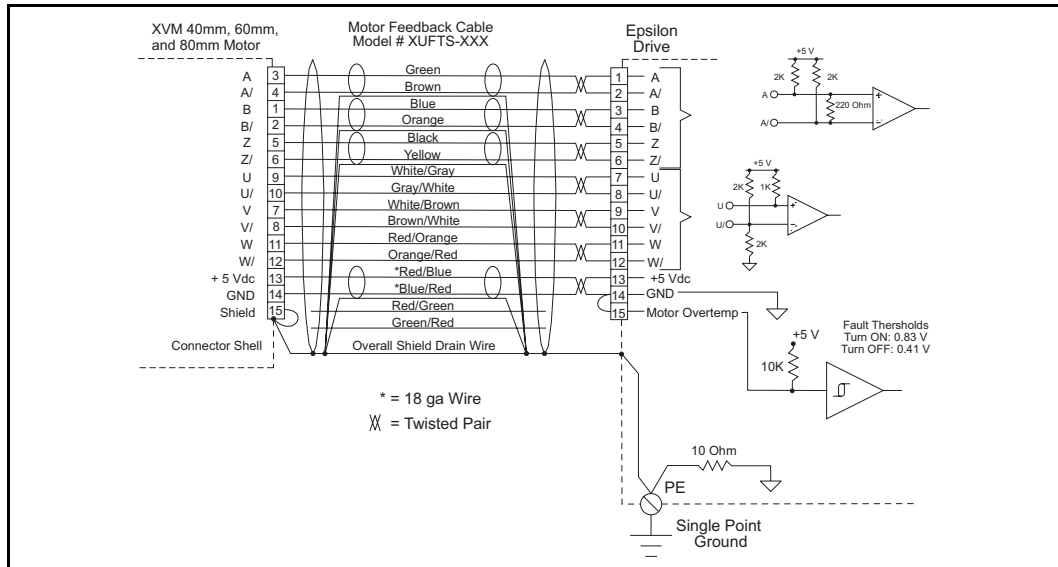 XVM 40mm, 60mm,
and 80mm Motor
Motor Feedback Cable
Model # XUFTS-XXX
Epsilon
Drive
A 3 Green 1 A
A/ 4 Brown 2 A/
B 1 Blue 3 B
B/ 2 Orange 4 B/
Z 5 Black 5 Z
Z/ 6 Yellow 6 Z/
U 9 White/Gray 7 U
U/ 10 Gray/White 8 U/
V 7 White/Brown 9 V
V/ 8 Brown/White 10 V/
W 11 Red/Orange 11 W
W/ 12 Orange/Red 12 W/
+ 5 Vdc 13 *Red/Blue 13 +5 Vdc
GND 14 *Blue/Red 14 GND
Shield 15 Red/Green 15 Motor Overtemp
Green/Red
Connector Shell
Overall Shield Drain Wire
* = 18 ga Wire
= Twisted Pair
+5 V
2K 2K
A + 
220 Ohm
A/ -
+5 V
2K 1K
U +
U/ -
2K
Fault Thersholds
Turn ON: 0.83 V
Turn OFF: 0.41 V
+5 V
10K
10 Ohm
PE
Single Point
Ground